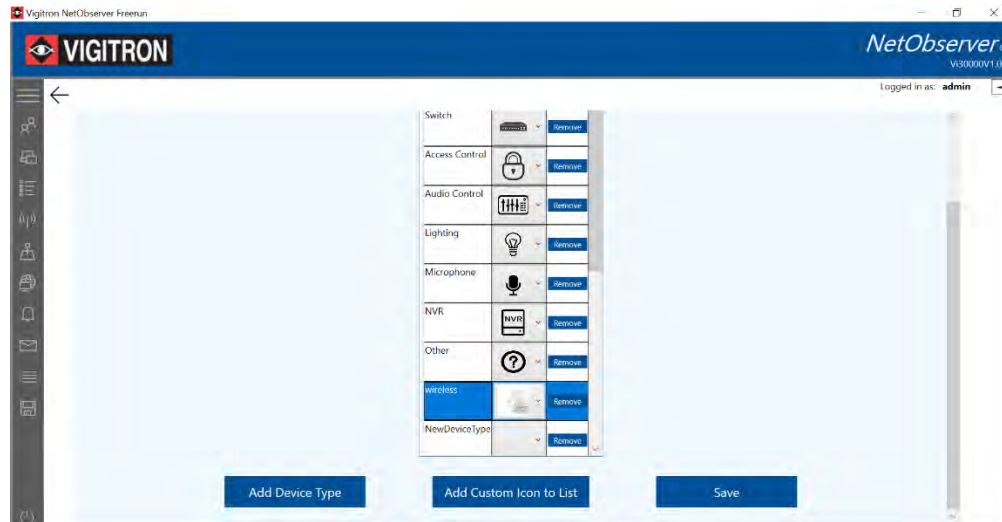 Vigitron NetObserver Freerun
VIGITRON
NetObserver
Vi30000V1.0
Logged in as: admin
Switch
Remove
Access Control
Remove
Audio Control
Remove
Lighting
Remove
Microphone
Remove
NVR
NVR
Remove
Other
Remove
wireless
Remove
NewDeviceType
Remove
Add Device Type
Add Custom Icon to List
Save